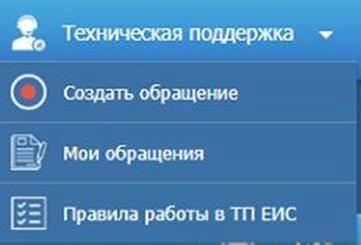 Техническая поддержка
Создать обращение
Мои обращения
Правила работы в ТП ЕИС